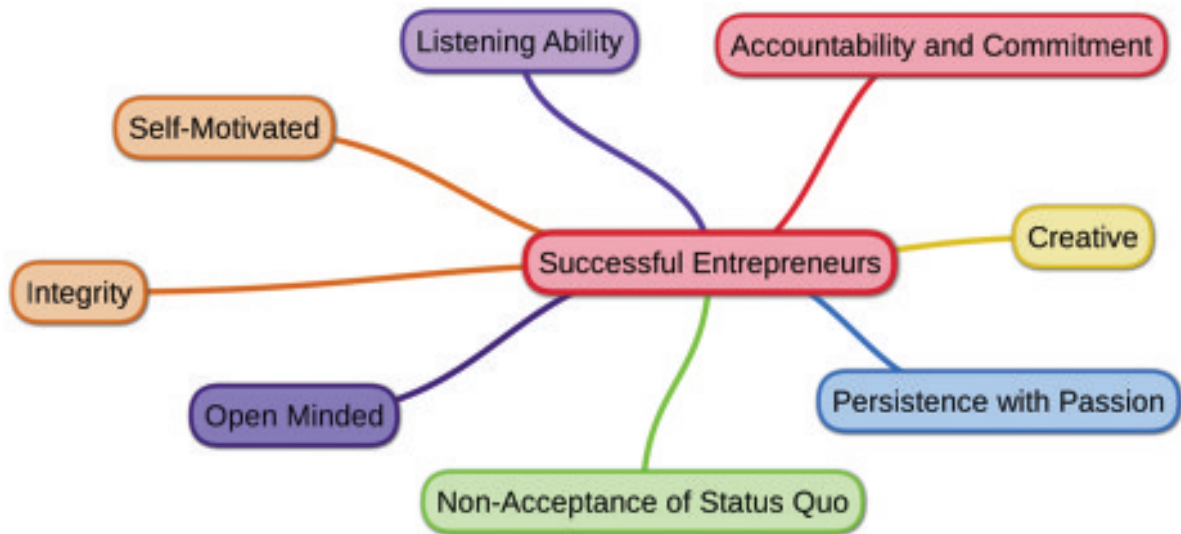 Listening Ability
Accountability and Commitment
Self-Motivated
Creative
Successful Entrepreneurs
Integrity
Persistence with Passion
Open Minded
Non-Acceptance of Status Quo